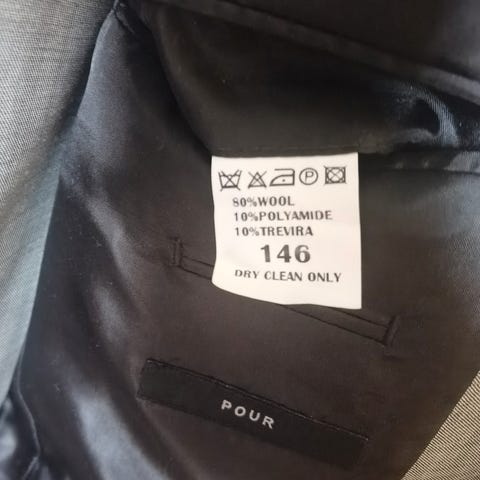 P
80%WOOL
10%POLYAMIDE
10%TREVIRA
146
DRY CLEAN ONLY
POUR